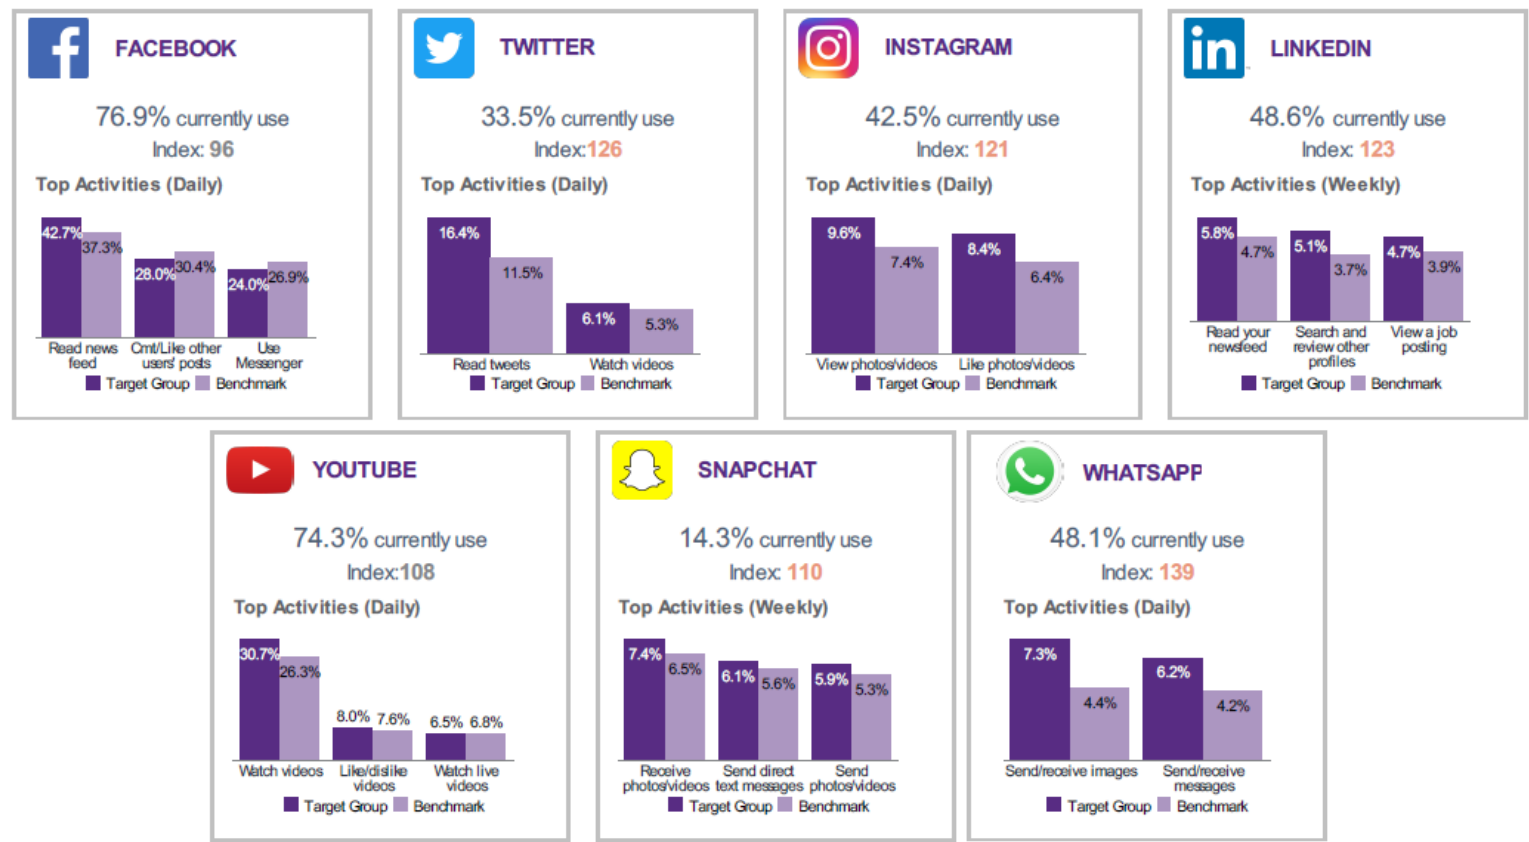 FACEBOOK
76.9% currently use
Index: 96
Top Activities (Daily)
42.7%
37.3%
28.0%
30.4%
24.0%
26.9%
Read news
feed
Cmt/Like other
users' posts
Use
Messenger
Target Group
Benchmark
TWITTER
33.5% currently use
Index:126
Top Activities (Daily)
16.4%
11.5%
6.1%
5.3%
Read tweets
Watch videos
Target Group
Benchmark
INSTAGRAM
42.5% currently use
Index: 121
Top Activities (Daily)
9.6%
7.4%
8.4%
6.4%
View photos/videos
Like photos/videos
Target Group
Benchmark
in
LINKEDIN
48.6% currently use
Index: 123
Top Activities (Weekly)
5.8%
4.7%
5.1%
3.7%
4.7%
3.9%
Read your
newsfeed
Search and
review other
profiles
View a job
posting
Target Group
Benchmark
YOUTUBE
74.3% currently use
Index:108
Top Activities (Daily)
30.7%
26.3%
8.0%
7.6%
6.5%
6.8%
Watch videos
Like/dislike
videos
Watch live
videos
Target Group
Benchmark
SNAPCHAT
14.3% currently use
Index: 110
Top Activities (Weekly)
7.4%
6.5%
6.1%
5.6%
5.9%
5.3%
Receive
photos/videos
Send direct
text messages
Send
photos/videos
Target Group
Benchmark
WHATSAPP
48.1% currently use
Index: 139
Top Activities (Daily)
7.3%
4.4%
6.2%
4.2%
Send/receive images
Send/receive
messages
Target Group
Benchmark